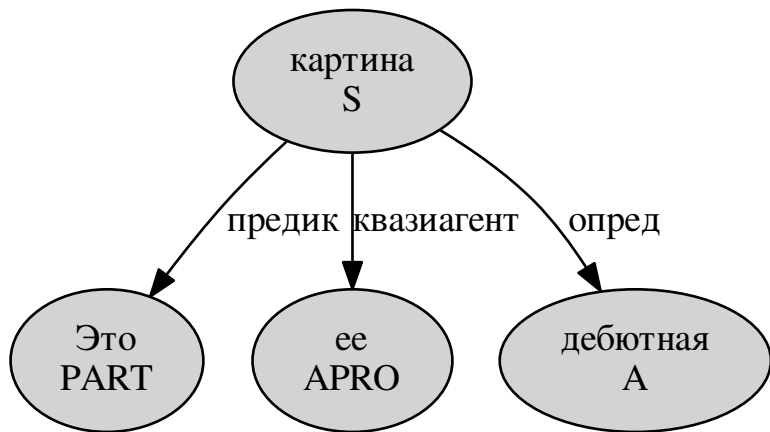 картина
S
предик
квазиагент
опред
Это
PART
ее
APRO
дебютная
A